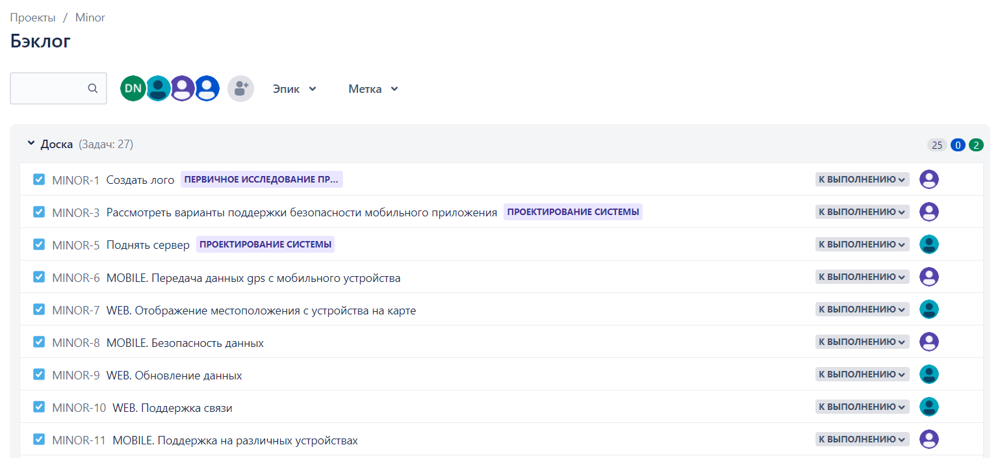 Проекты / Minor
Бэклог
DN Эпик Метка
Доска (Задач: 27) 25 0 2
MINOR-1 Создать лого ПЕРВИЧНОЕ ИССЛЕДОВАНИЕ ПР... К ВЫПОЛНЕНИЮ
MINOR-3 Рассмотреть варианты поддержки безопасности мобильного приложения ПРОЕКТИРОВАНИЕ СИСТЕМЫ К ВЫПОЛНЕНИЮ
MINOR-5 Поднять сервер ПРОЕКТИРОВАНИЕ СИСТЕМЫ К ВЫПОЛНЕНИЮ
MINOR-6 MOBILE. Передача данных gps с мобильного устройства К ВЫПОЛНЕНИЮ
MINOR-7 WEB. Отображение местоположения с устройства на карте К ВЫПОЛНЕНИЮ
MINOR-8 MOBILE. Безопасность данных К ВЫПОЛНЕНИЮ
MINOR-9 WEB. Обновление данных К ВЫПОЛНЕНИЮ
MINOR-10 WEB. Поддержка связи К ВЫПОЛНЕНИЮ
MINOR-11 MOBILE. Поддержка на различных устройствах К ВЫПОЛНЕНИЮ